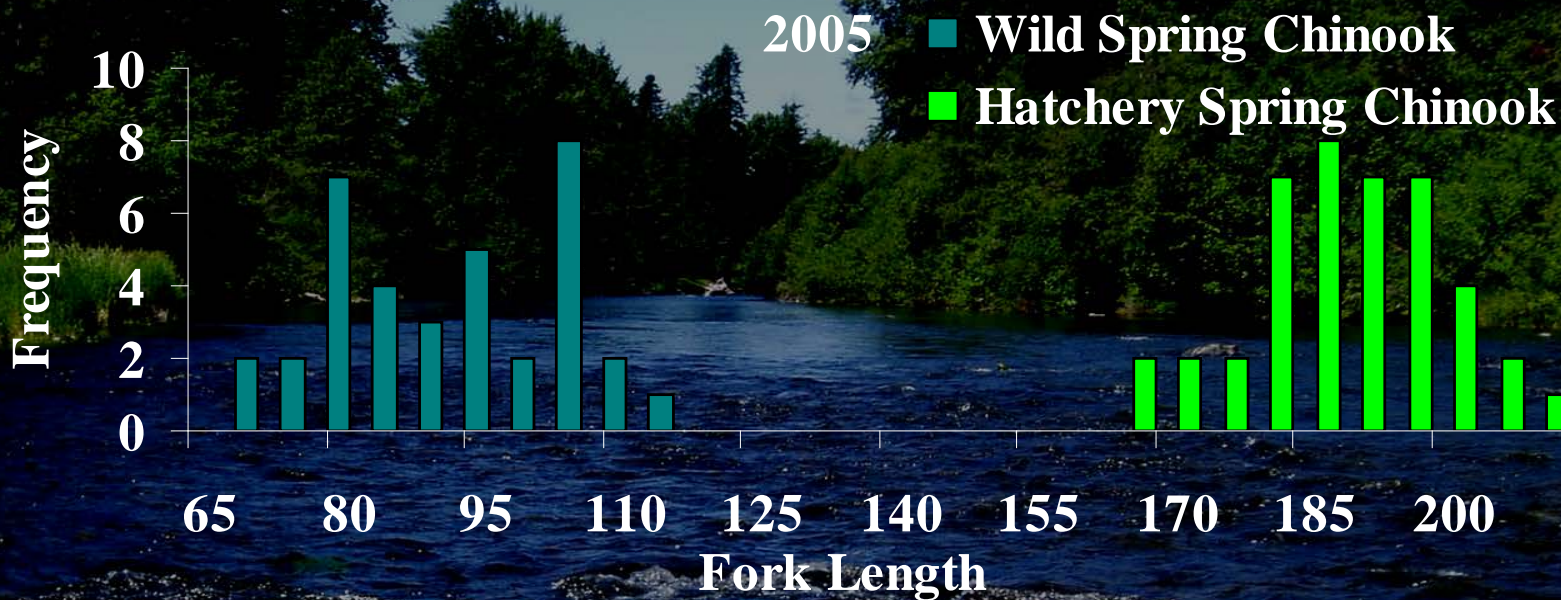 2005
Wild Spring Chinook
Hatchery Spring Chinook
Frequency
10
8
6
4
2
0
65 80 95 110 125 140 155 170 185 200
Fork Length